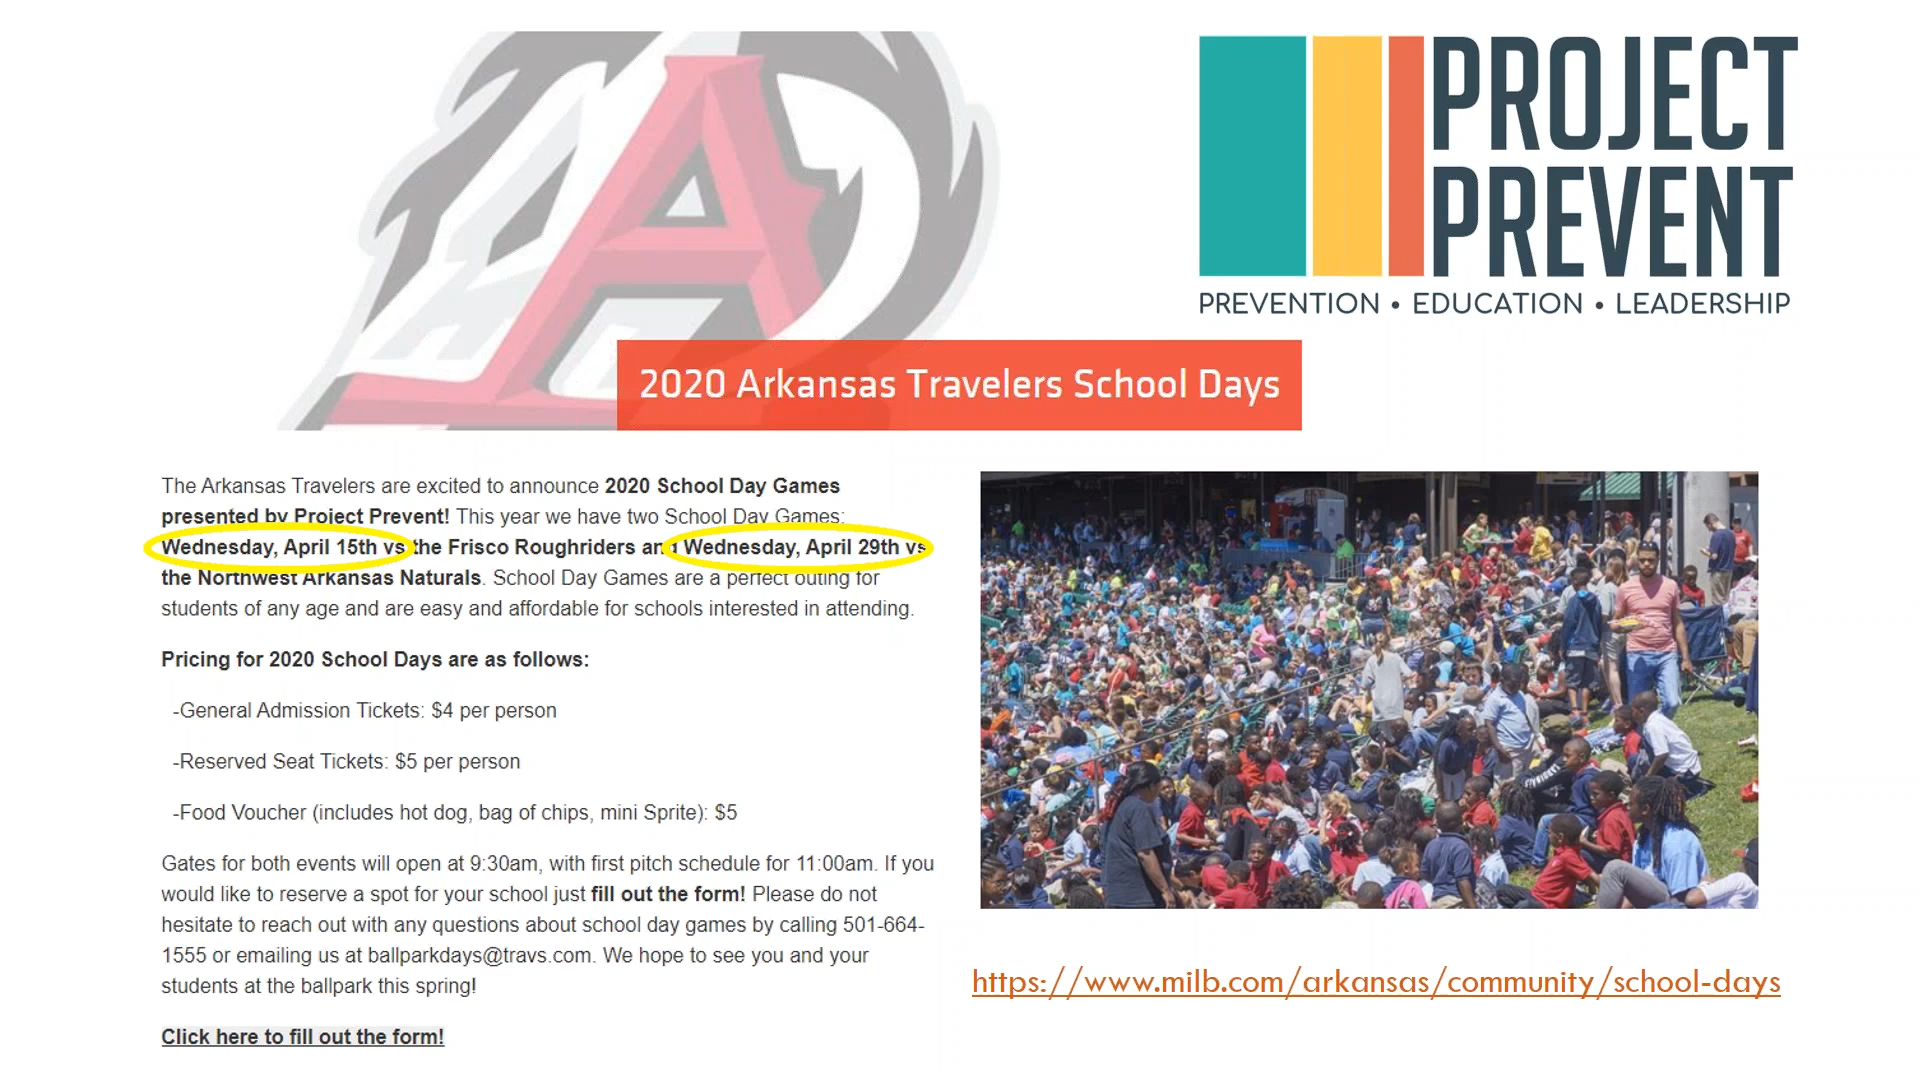 PROJECT
PREVENT
PREVENTION • EDUCATION • LEADERSHIP
2020 Arkansas Travelers School Days
The Arkansas Travelers are excited to announce 2020 School Day Games
presented by Project Prevent! This year we have two School Day Games:
Wednesday, April 15th vs the Frisco Roughriders and Wednesday, April 29th vs
the Northwest Arkansas Naturals. School Day Games are a perfect outing for
students of any age and are easy and affordable for schools interested in attending.
Pricing for 2020 School Days are as follows:
-General Admission Tickets: $4 per person
-Reserved Seat Tickets: $5 per person
-Food Voucher (includes hot dog, bag of chips, mini Sprite): $5
Gates for both events will open at 9:30am, with first pitch schedule for 11:00am. If you
would like to reserve a spot for your school just fill out the form! Please do not
hesitate to reach out with any questions about school day games by calling 501-664-
1555 or emailing us at ballparkdays@travs.com. We hope to see you and your
students at the ballpark this spring!
Click here to fill out the form!
https://www.milb.com/arkansas/community/school-days